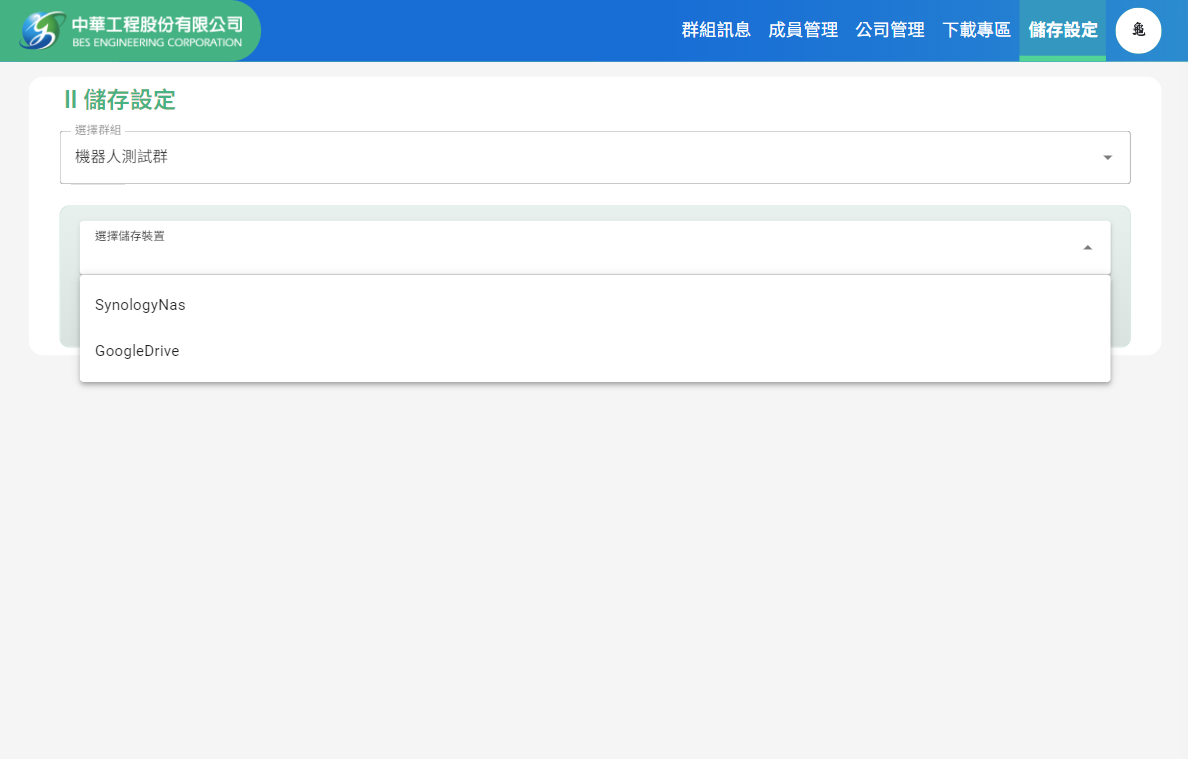 中華工程股份有限公司
BES ENGINEERING CORPORATION
群組訊息 成員管理 公司管理 下載專區 儲存設定 龜
儲存設定
選擇群組
機器人測試群
選擇儲存裝置
SynologyNas
GoogleDrive